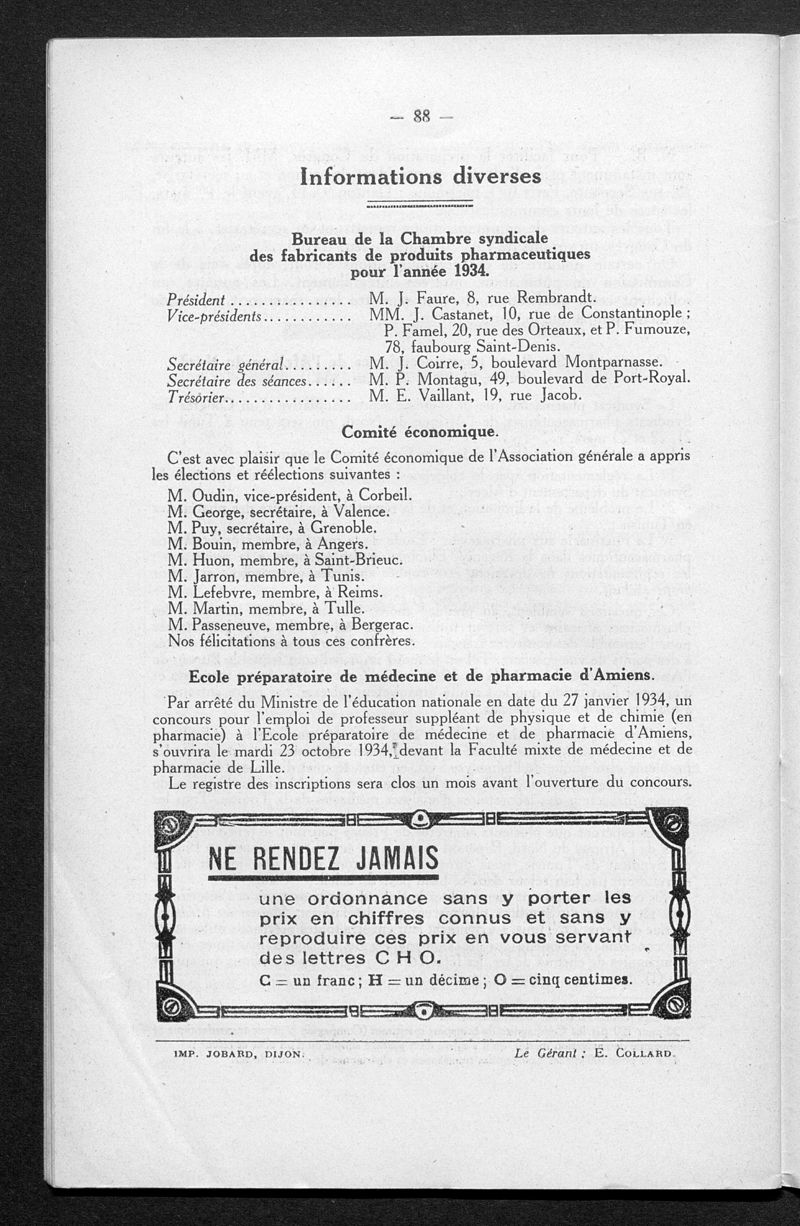 — 88 —
Informations diverses
Bureau de la Chambre syndicale
des fabricants de produits pharmaceutiques
pour l'année 1934.
Président ................ M. J. Faure, 8, rue Rembrandt.
Vice-présidents ............ MM. J. Castanet, 10, rue de Constantinople ;
P. Famel, 20, rue des Orteaux, et P. Fumouze,
78, faubourg Saint-Denis.
Secrétaire général ......... M. J. Coirre, 5, boulevard Montparnasse.
Secrétaire des séances ...... M. P. Montagu, 49, boulevard de Port-Royal.
Trésorier ................. M. E. Vaillant, 19, rue Jacob.
Comité économique.
C'est avec plaisir que le Comité économique de l'Association générale a appris
les élections et réélections suivantes :
M. Oudin, vice-président, à Corbeil.
M. George, secrétaire, à Valence.
M. Puy, secrétaire, à Grenoble.
M. Bouin, membre, à Angers.
M. Huon, membre, à Saint-Brieuc.
M. Jarron, membre, à Tunis.
M. Lefebvre, membre, à Reims.
M. Martin, membre, à Tulle.
M. Passeneuve, membre, à Bergerac.
Nos félicitations à tous ces confrères.
Ecole préparatoire de médecine et de pharmacie d'Amiens.
Par arrêté du Ministre de l'éducation nationale en date du 27 janvier 1934, un
concours pour l'emploi de professeur suppléant de physique et de chimie (en
pharmacie) à l'Ecole préparatoire de médecine et de pharmacie d'Amiens,
s'ouvrira le mardi 23 octobre 1934, devant la Faculté mixte de médecine et de
pharmacie de Lille.
Le registre des inscriptions sera clos un mois avant l'ouverture du concours.
NE RENDEZ JAMAIS
une ordonnance sans y porter les
prix en chiffres connus et sans y
reproduire ces prix en vous servant
des lettres C H O.
C = un franc ; H = un décime ; O = cinq centimes.
IMP. JOBARD, DIJON. Le Gérant : E. COLLARD.